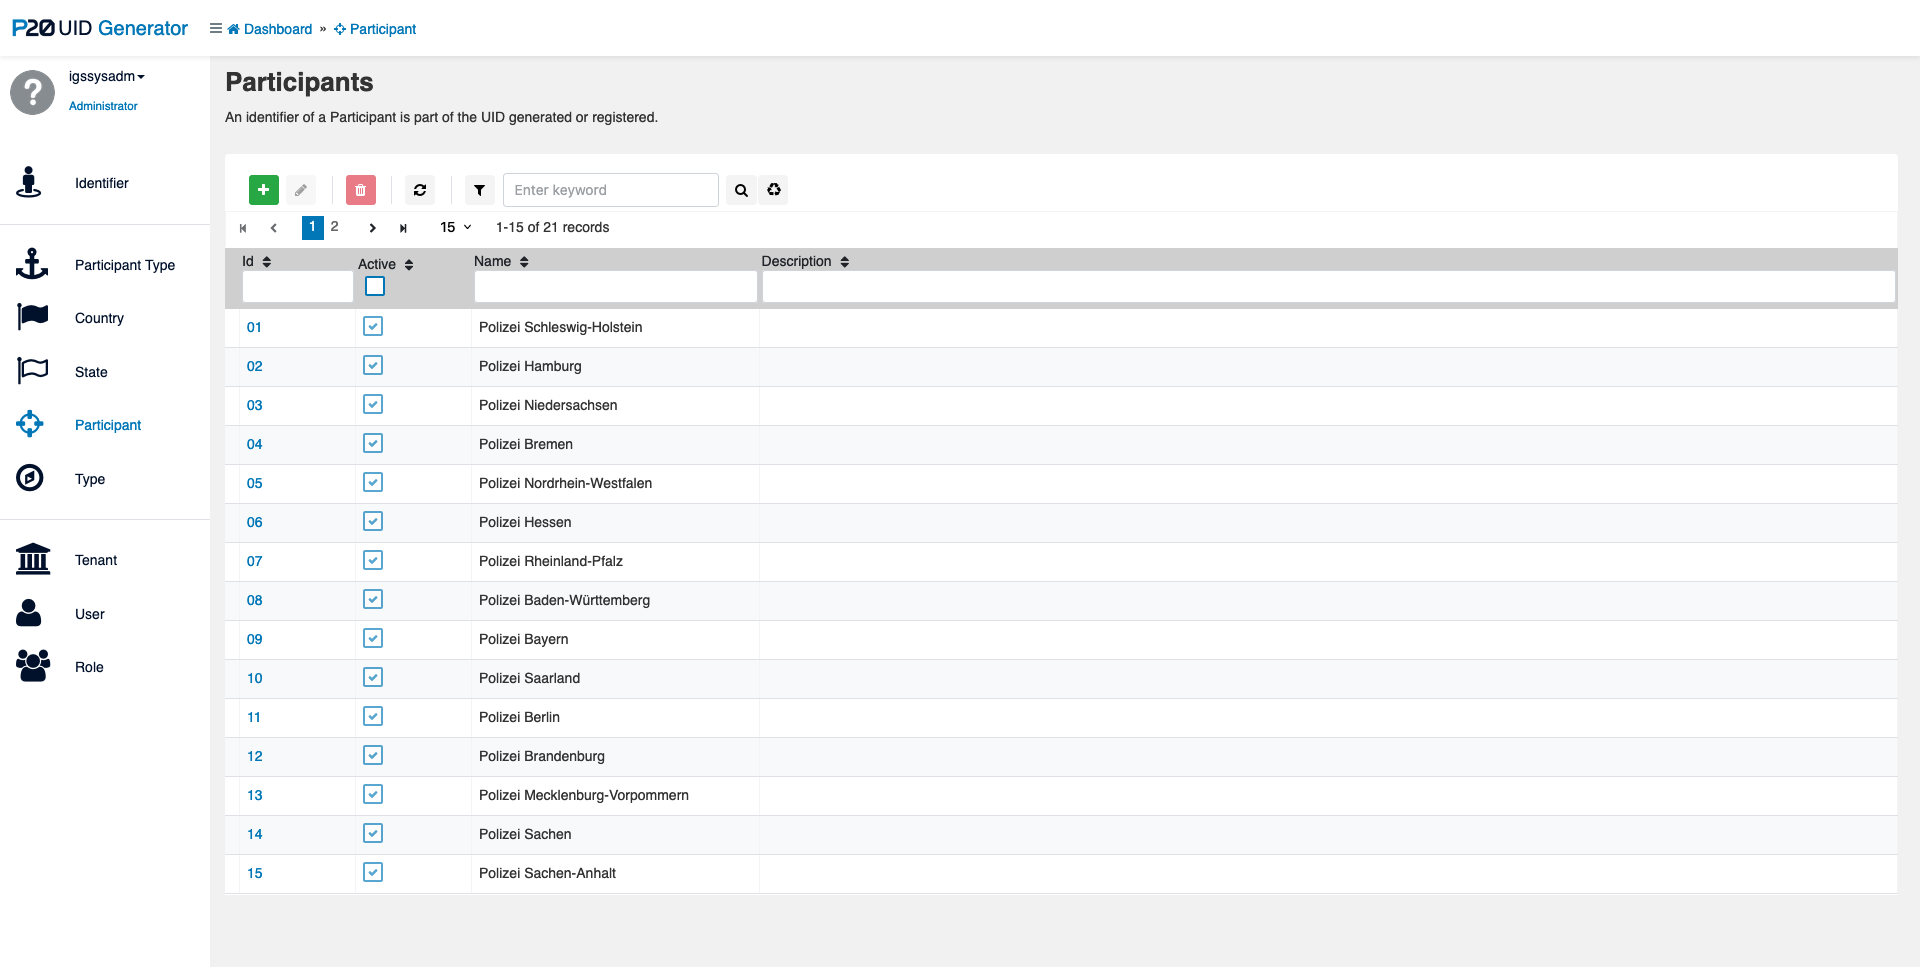 P20 UID Generator
Dashboard » Participant
igssysadm
Administrator
Identifier
Participant Type
Country
State
Participant
Type
Tenant
User
Role
Participants
An identifier of a Participant is part of the UID generated or registered.
Enter keyword
1 2 15 1-15 of 21 records
Id Active Name Description
01 Polizei Schleswig-Holstein
02 Polizei Hamburg
03 Polizei Niedersachsen
04 Polizei Bremen
05 Polizei Nordrhein-Westfalen
06 Polizei Hessen
07 Polizei Rheinland-Pfalz
08 Polizei Baden-Württemberg
09 Polizei Bayern
10 Polizei Saarland
11 Polizei Berlin
12 Polizei Brandenburg
13 Polizei Mecklenburg-Vorpommern
14 Polizei Sachen
15 Polizei Sachen-Anhalt